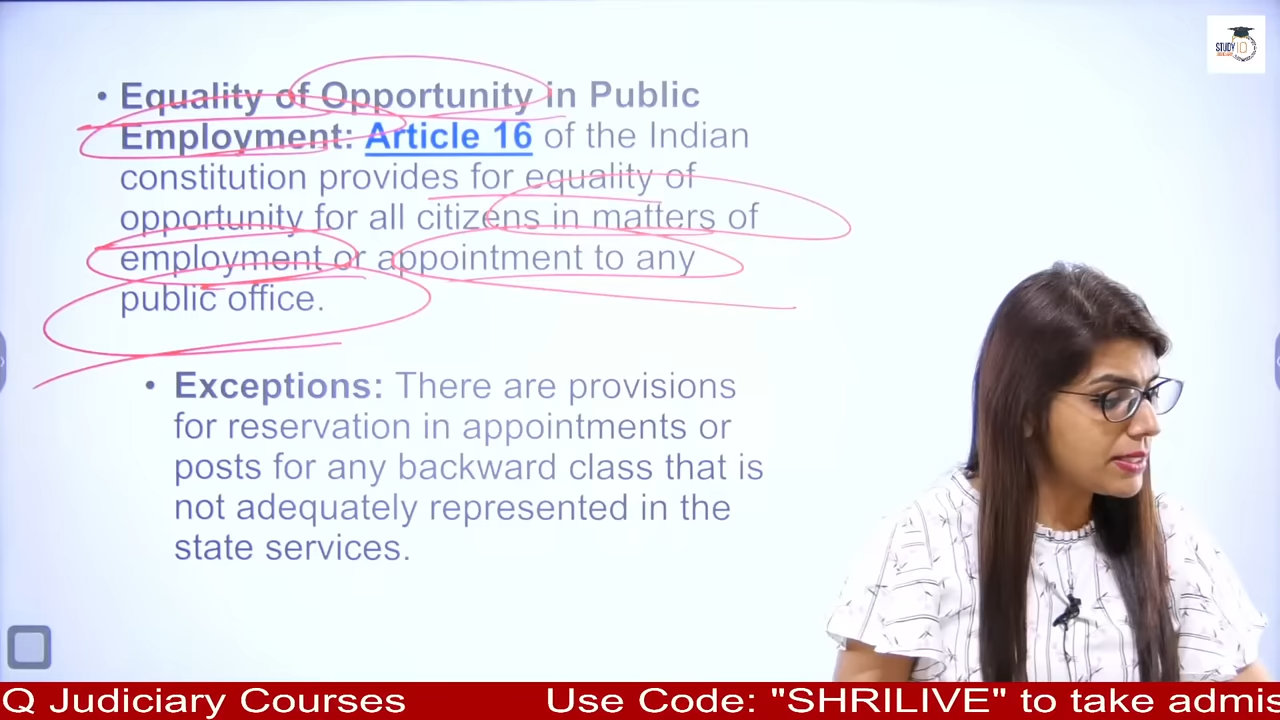 STUDY IQ
• Equality of Opportunity in Public
Employment: Article 16 of the Indian
constitution provides for equality of
opportunity for all citizens in matters of
employment or appointment to any
public office.
• Exceptions: There are provisions
for reservation in appointments or
posts for any backward class that is
not adequately represented in the
state services.
Q Judiciary Courses Use Code: "SHRILIVE" to take admis